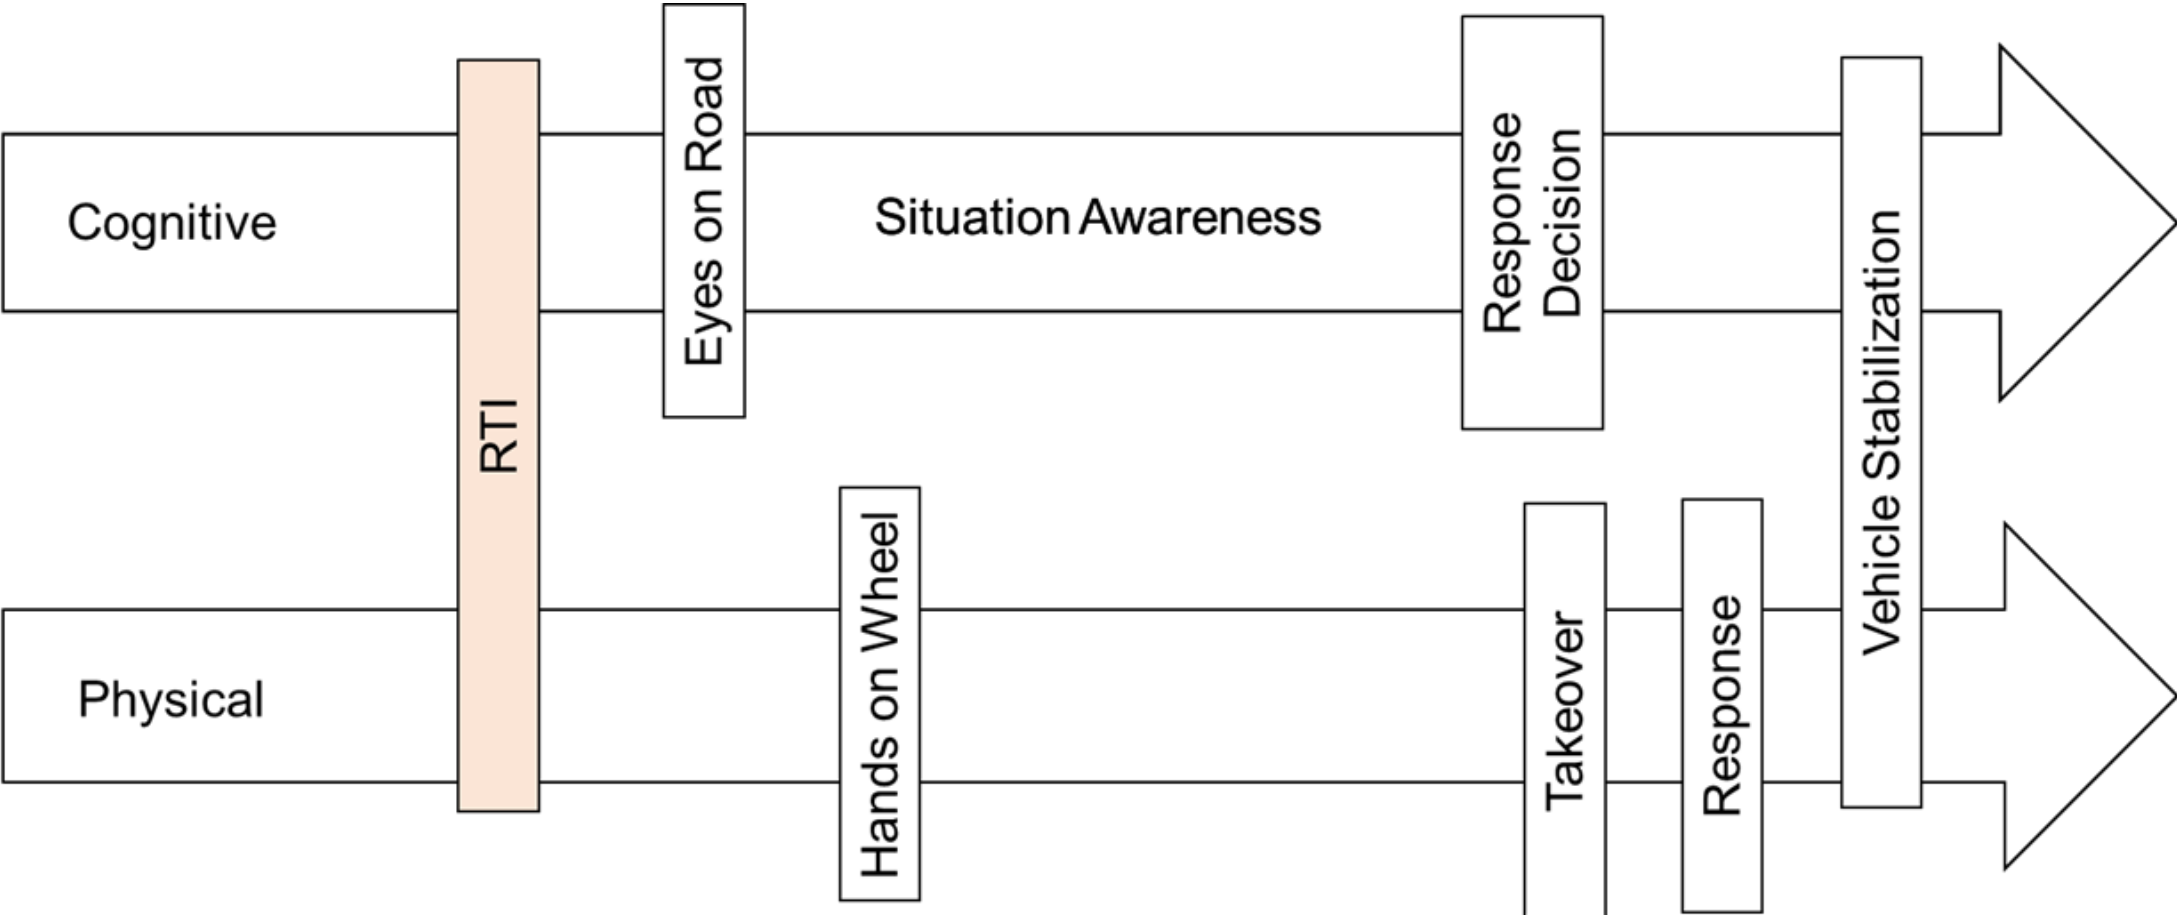 Cognitive
RTI
Eyes on Road
Situation Awareness
Response
Decision
Vehicle Stabilization
Physical
Hands on Wheel
Takeover
Response